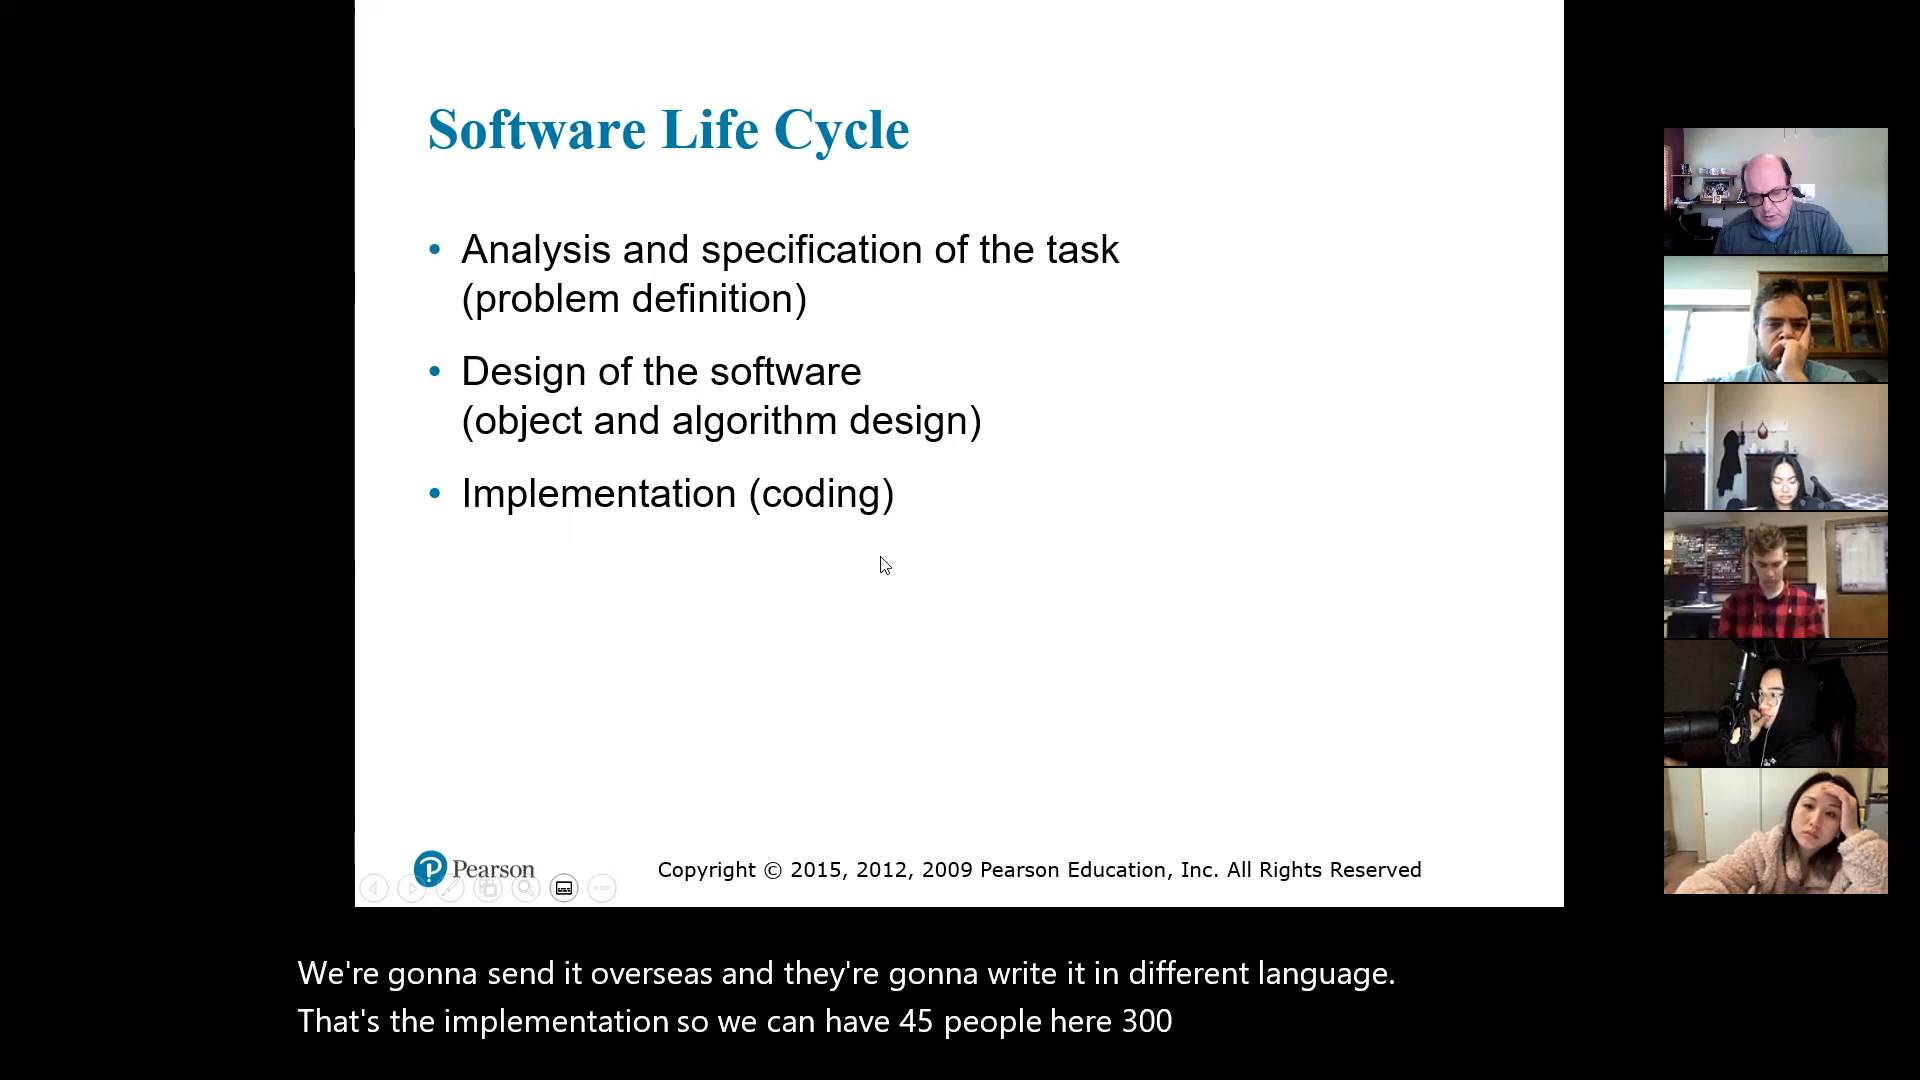 Software Life Cycle
• Analysis and specification of the task
(problem definition)
• Design of the software
(object and algorithm design)
• Implementation (coding)
Pearson
Copyright © 2015, 2012, 2009 Pearson Education, Inc. All Rights Reserved
We're gonna send it overseas and they're gonna write it in different language.
That's the implementation so we can have 45 people here 300